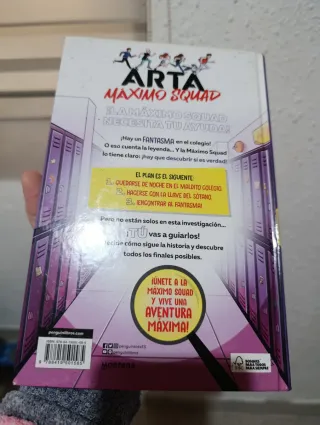 ARTA
MÁXIMO SQUAD
¡LA MÁXIMO SQUAD
NECESITA TU AYUDA!
¡Hay un FANTASMA en el colegio!
O eso cuenta la leyenda... Y la Máximo Squad
lo tiene claro: ¡hay que descubrir si es verdad!
EL PLAN ES EL SIGUIENTE:
1. QUEDARSE DE NOCHE EN EL MALDITO COLEGIO.
2. HACERSE CON LA LLAVE DEL SÓTANO.
3. ¡ENCONTRAR AL FANTASMA!
Pero no están solos en esta investigación...
¡TÚ vas a guiarlos!
cómo sigue la historia y descubre
todos los finales posibles.
¡ÚNETE A LA
MÁXIMO SQUAD
Y VIVE UNA
AVENTURA
MÁXIMA!